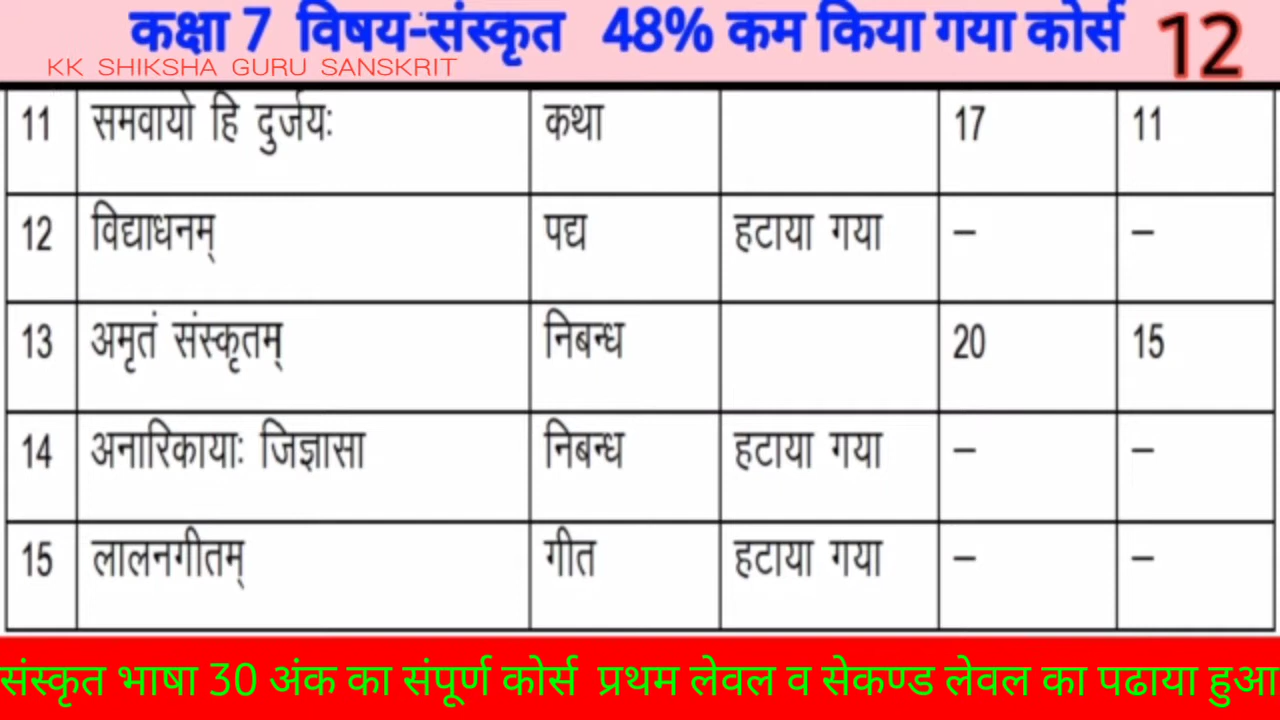 कक्षा 7 विषय-संस्कृत 48% कम किया गया कोर्स 12
KK SHIKSHA GURU SANSKRIT
11 समवायो हि दुर्जयः कथा 17 11
12 विद्याधनम् पद्य हटाया गया – –
13 अमृतं संस्कृतम् निबन्ध 20 15
14 अनारिकायाः जिज्ञासा निबन्ध हटाया गया – –
15 लालनगीतम् गीत हटाया गया – –
संस्कृत भाषा 30 अंक का संपूर्ण कोर्स प्रथम लेवल व सेकण्ड लेवल का पढाया हुआ